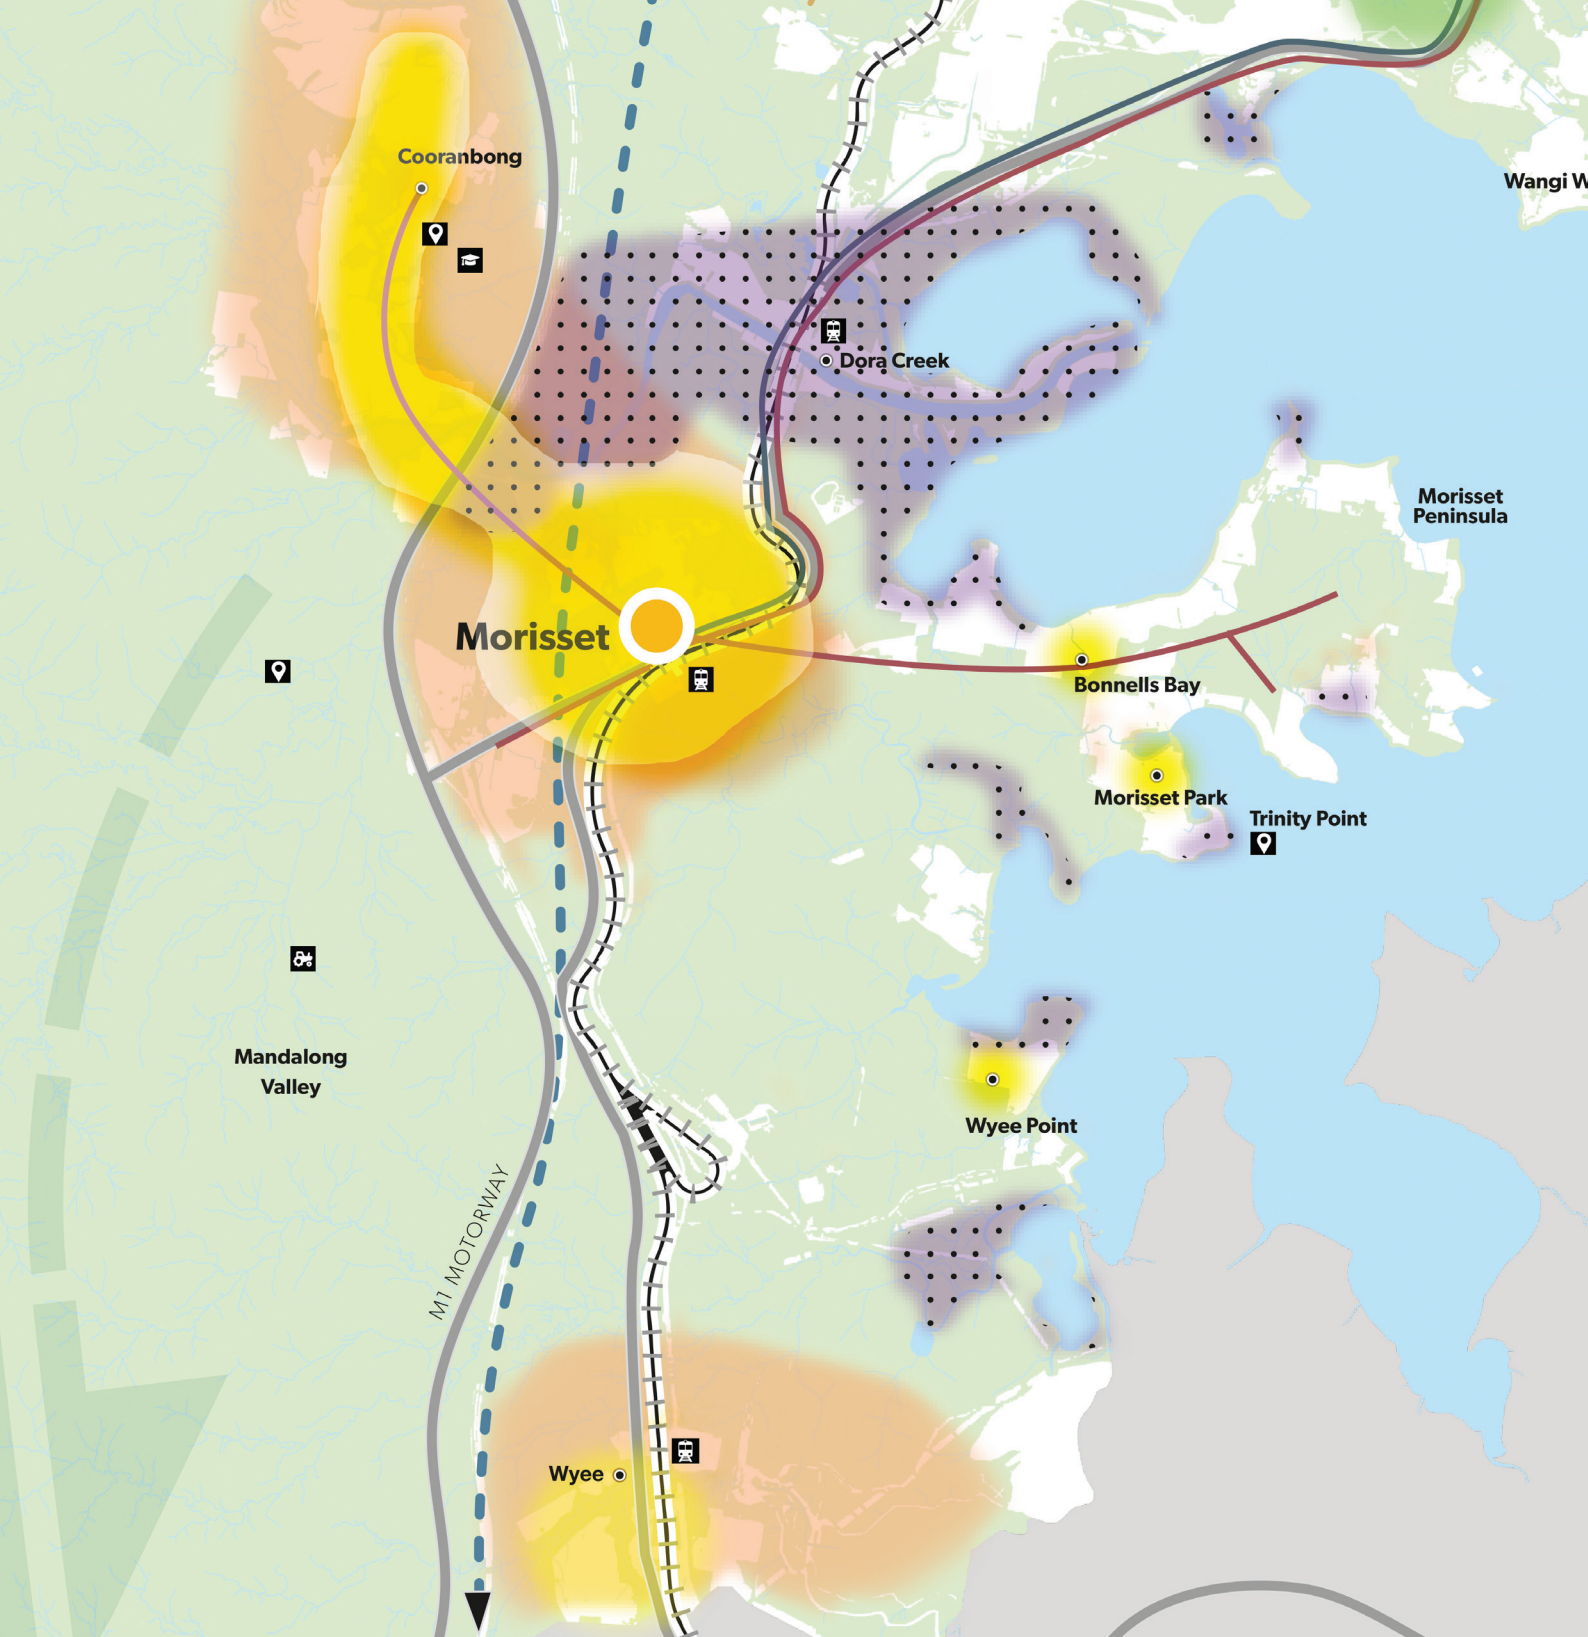 Cooranbong
Wangi W
Dora Creek
Morisset
Peninsula
Morisset
Bonnells Bay
Morisset Park
Trinity Point
Mandalong
Valley
Wyee Point
M1 MOTORWAY
Wyee